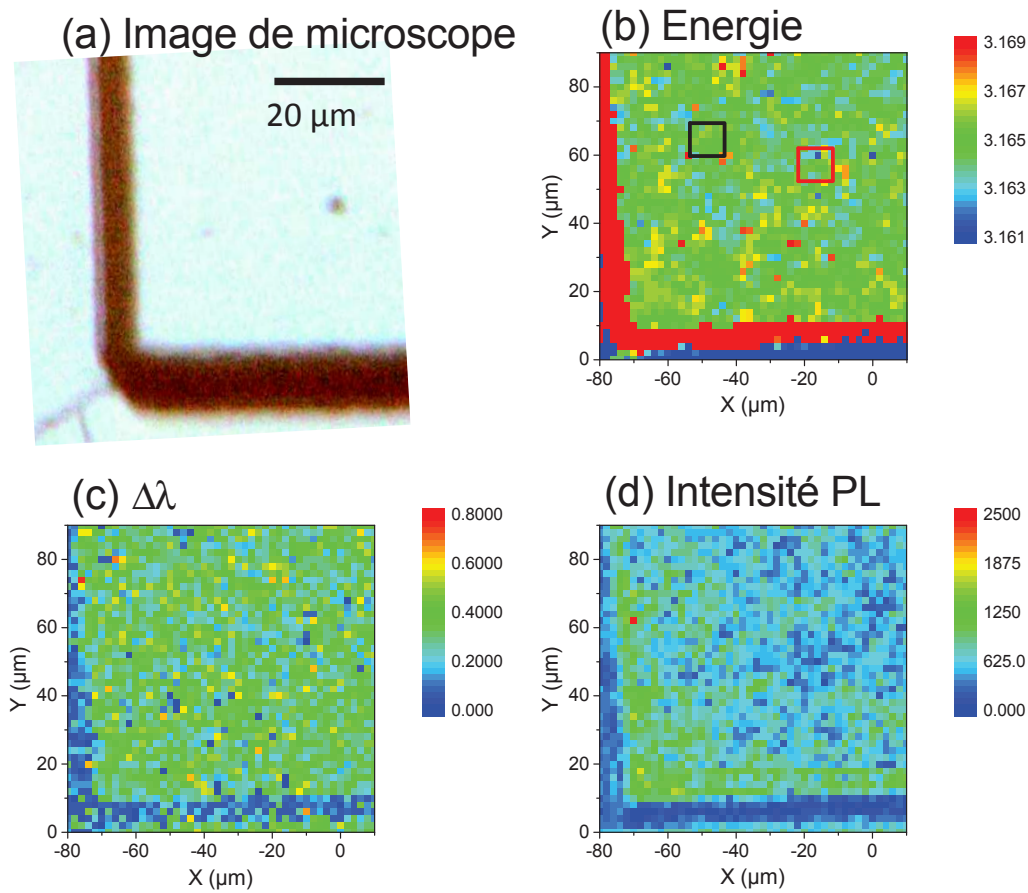 (a) Image de microscope
20 µm
(b) Energie
3.169
3.167
3.165
3.163
3.161
80
60
40
20
0
Y (µm)
-80 -60 -40 -20 0
X (µm)
(c) Δλ
0.8000
0.6000
0.4000
0.2000
0.000
80
60
40
20
0
Y (µm)
-80 -60 -40 -20 0
X (µm)
(d) Intensité PL
2500
1875
1250
625.0
0.000
80
60
40
20
0
Y (µm)
-80 -60 -40 -20 0
X (µm)